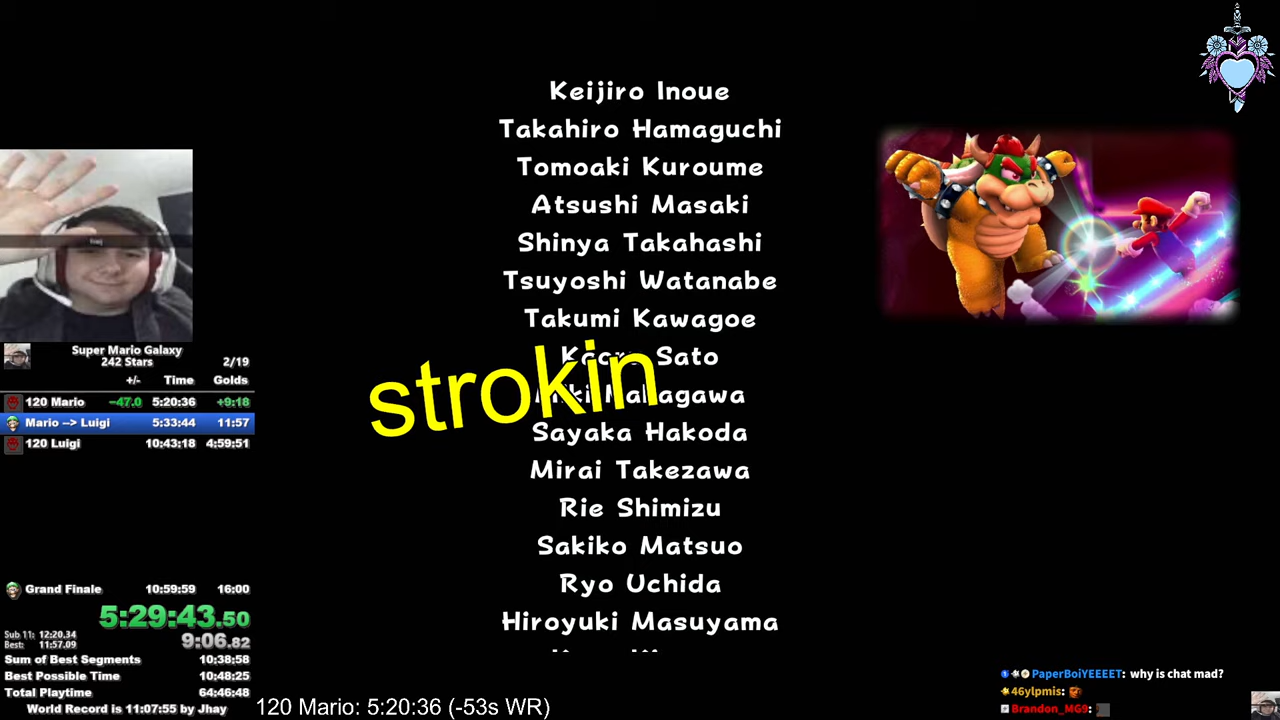 Keijiro Inoue
Takahiro Hamaguchi
Tomoaki Kuroume
Atsushi Masaki
Shinya Takahashi
Tsuyoshi Watanabe
Takumi Kawagoe
Sato
strokin
Sayaka Hakoda
Mirai Takezawa
Rie Shimizu
Sakiko Matsuo
Ryo Uchida
Hiroyuki Masuyama
Super Mario Galaxy
242 Stars 2/19
+/- Time Golds
120 Mario -47.0 5:20:36 +9:18
Mario --> Luigi 5:33:44 11:57
120 Luigi 10:43:18 4:59:51
Grand Finale 10:59:59 16:00
5:29:43.50
Sub 11: 12:20.34
Best: 11:57.09
9:06.82
Sum of Best Segments 10:38:58
Best Possible Time 10:48:25
Total Playtime 64:46:48
World Record is 11:07:55 by Jhay
120 Mario: 5:20:36 (-53s WR)
PaperBoiYEEEET: why is chat mad?
46ylpmis:
Brandon_MG9: